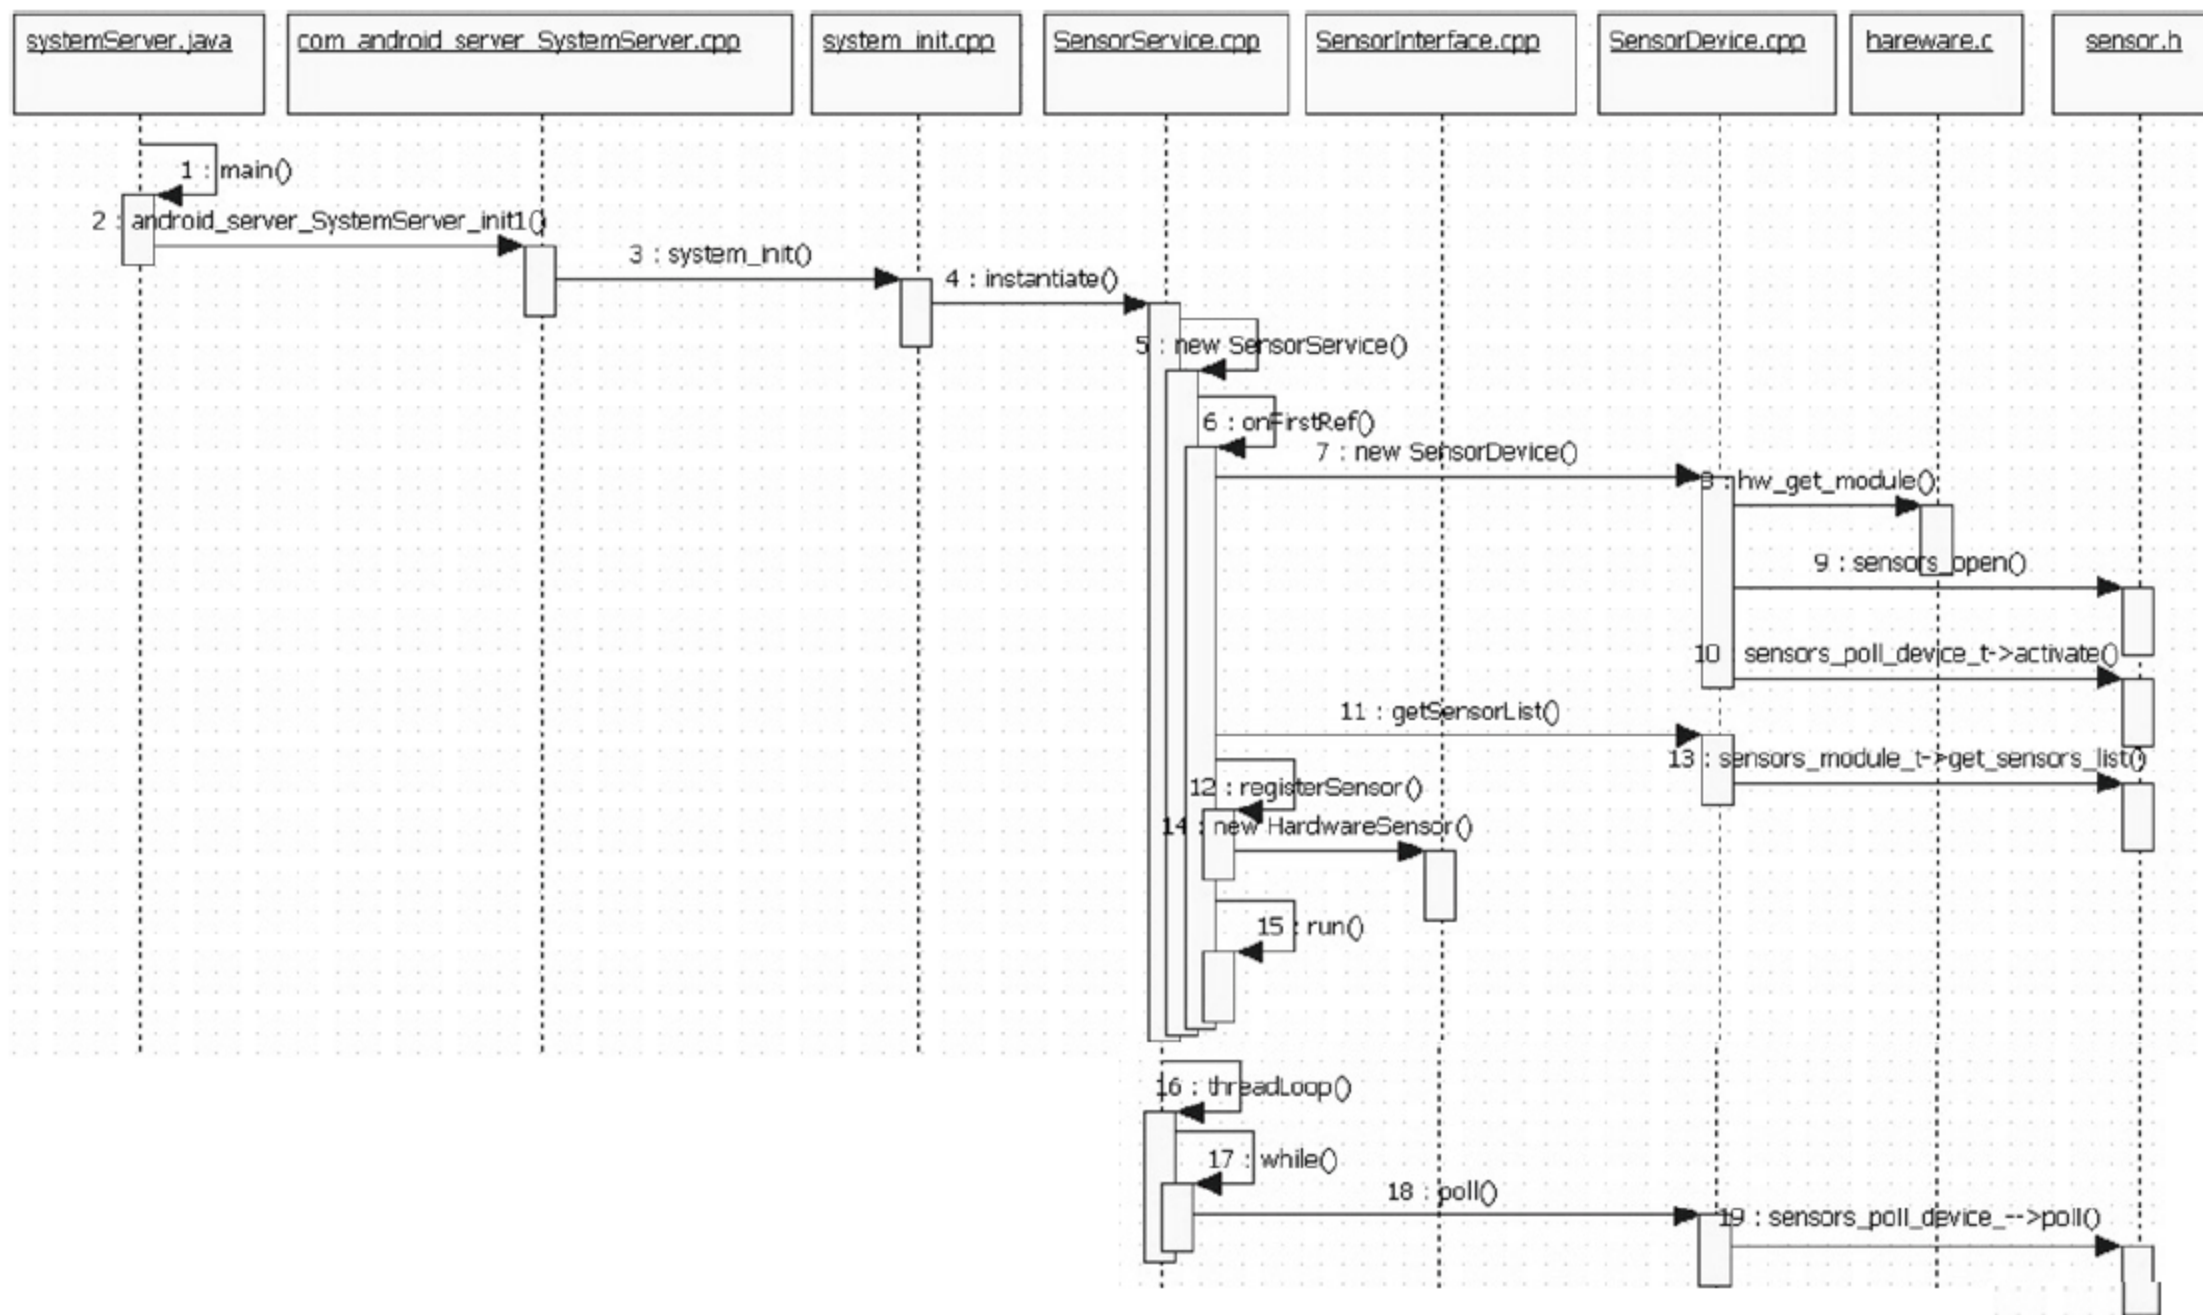 systemServer.java
com_android_server_SystemServer.cpp
system_init.cpp
SensorService.cpp
SensorInterface.cpp
SensorDevice.cpp
hareware.c
sensor.h
1 : main()
2 : android_server_SystemServer_init1()
3 : system_init()
4 : instantiate()
5 : new SensorService()
6 : onFirstRef()
7 : new SensorDevice()
8 : hw_get_module()
9 : sensors_open()
10 : sensors_poll_device_t->activate()
11 : getSensorList()
13 : sensors_module_t->get_sensors_list()
12 : registerSensor()
14 : new HardwareSensor()
15 : run()
16 : threadLoop()
17 : while()
18 : poll()
19 : sensors_poll_device_-->poll()